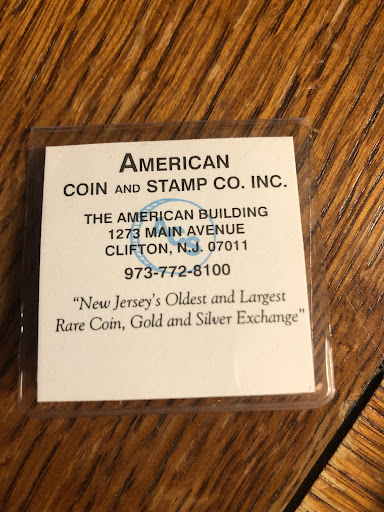 AMERICAN
COIN AND STAMP CO. INC.
THE AMERICAN BUILDING
1273 MAIN AVENUE
CLIFTON, N.J. 07011
973-772-8100
"New Jersey's Oldest and Largest
Rare Coin, Gold and Silver Exchange"